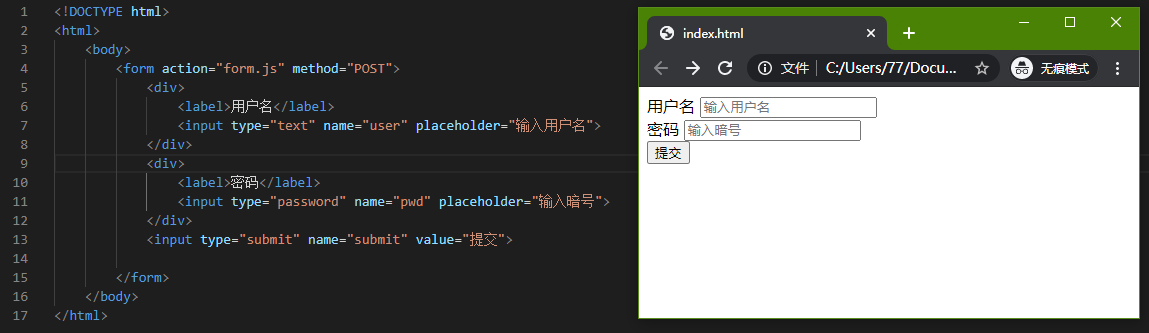 1 <!DOCTYPE html>
2 <html>
3 <body>
4 <form action="form.js" method="POST">
5 <div>
6 <label>用户名</label>
7 <input type="text" name="user" placeholder="输入用户名">
8 </div>
9 <div>
10 <label>密码</label>
11 <input type="password" name="pwd" placeholder="输入暗号">
12 </div>
13 <input type="submit" name="submit" value="提交">
14
15 </form>
16 </body>
17 </html>
index.html
文件 C:/Users/77/Docu... 无痕模式
用户名 输入用户名
密码 输入暗号
提交